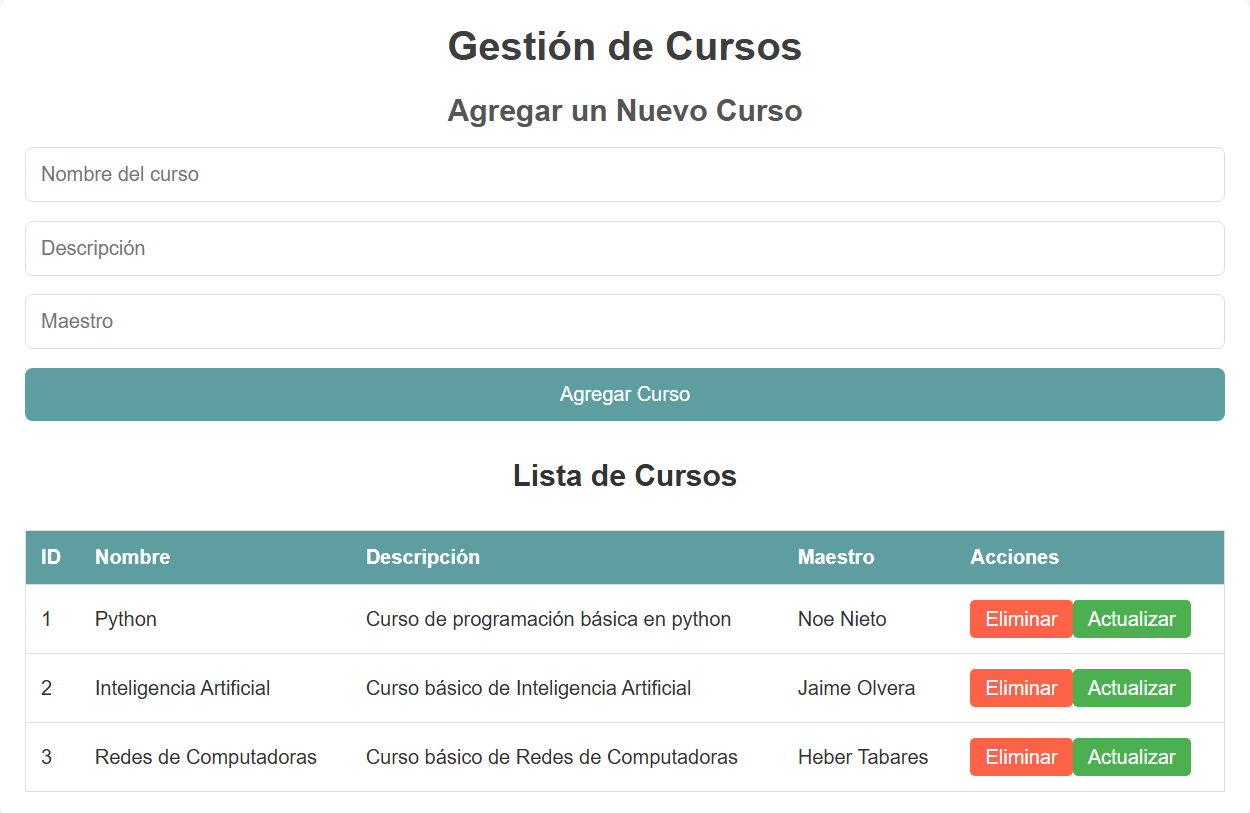 Gestión de Cursos
Agregar un Nuevo Curso
Nombre del curso
Descripción
Maestro
Agregar Curso
Lista de Cursos
ID Nombre Descripción Maestro Acciones
1 Python Curso de programación básica en python Noe Nieto Eliminar Actualizar
2 Inteligencia Artificial Curso básico de Inteligencia Artificial Jaime Olvera Eliminar Actualizar
3 Redes de Computadoras Curso básico de Redes de Computadoras Heber Tabares Eliminar Actualizar